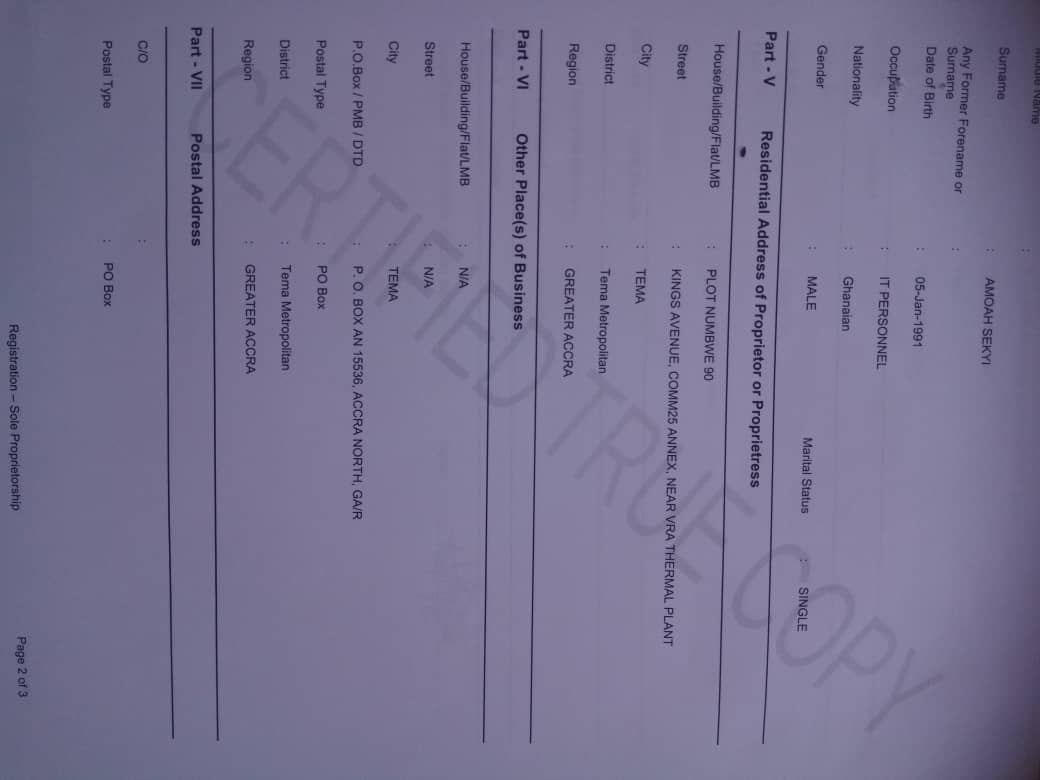 Middle Name :
Surname : AMOAH SEKYI
Any Former Forename or
Surname :
Date of Birth : 05-Jan-1991
Occupation : IT PERSONNEL
Nationality : Ghanaian
Gender : MALE Marital Status : SINGLE
Part - V Residential Address of Proprietor or Proprietress
House/Building/Flat/LMB : PLOT NUMBWE 90
Street : KINGS AVENUE, COMM25 ANNEX, NEAR VRA THERMAL PLANT
City : TEMA
District : Tema Metropolitan
Region : GREATER ACCRA
Part - VI Other Place(s) of Business
House/Building/Flat/LMB : N/A
Street : N/A
City : TEMA
P.O.Box / PMB / DTD : P. O. BOX AN 15536, ACCRA NORTH, GA/R
Postal Type : PO Box
District : Tema Metropolitan
Region : GREATER ACCRA
Part - VII Postal Address
C/O :
Postal Type : PO Box
Registration – Sole Proprietorship Page 2 of 3
CERTIFIED TRUE COPY